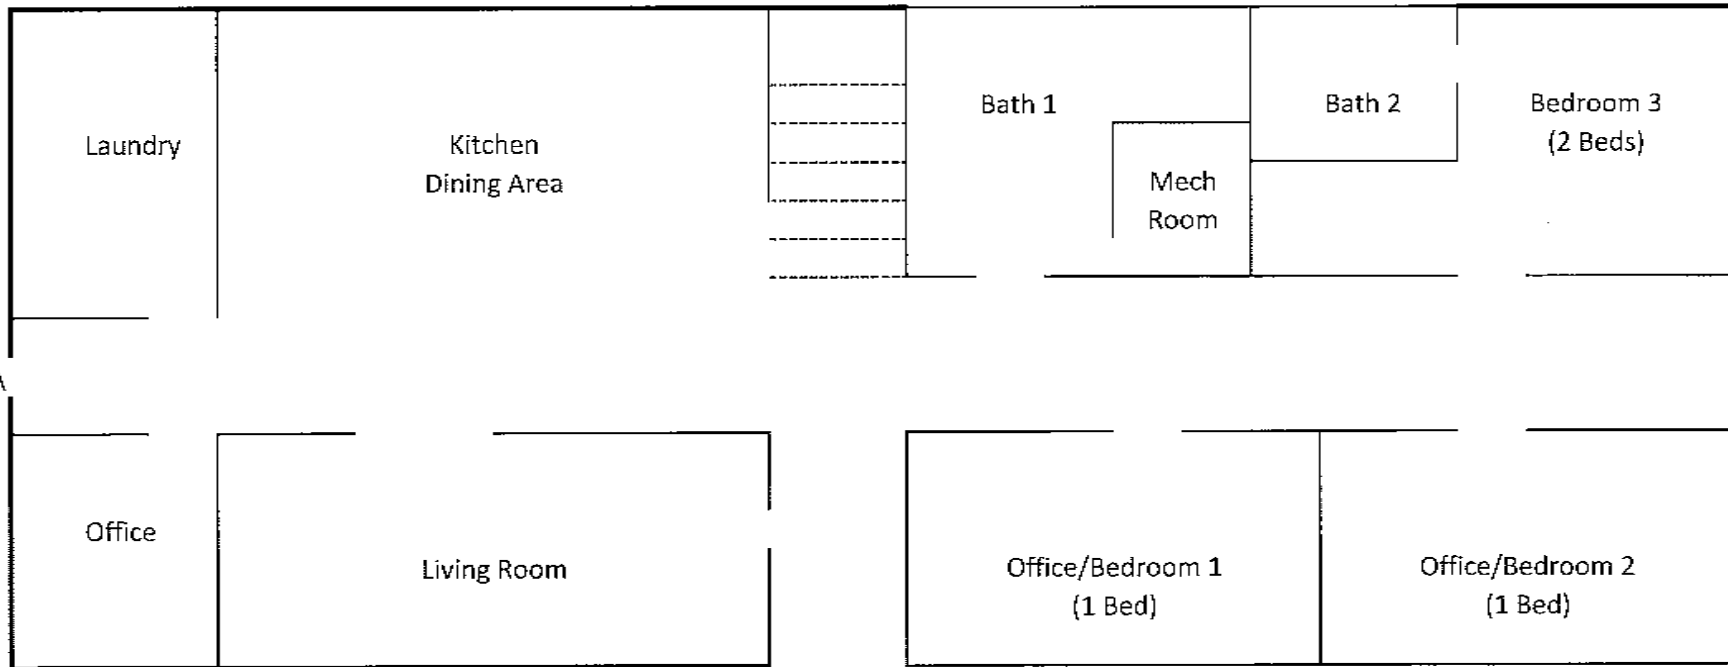 Laundry
Kitchen
Dining Area
Bath 1
Mech
Room
Bath 2
Bedroom 3
(2 Beds)
Office
Living Room
Office/Bedroom 1
(1 Bed)
Office/Bedroom 2
(1 Bed)